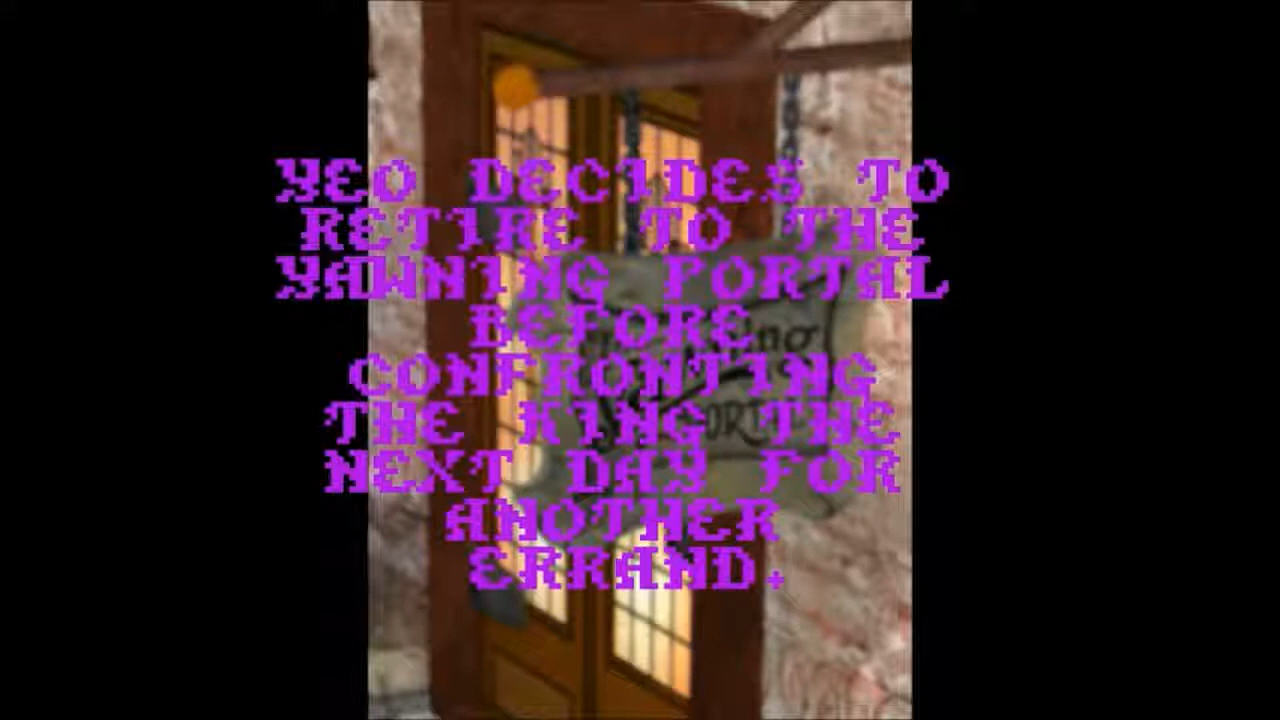 YEO DECIDES TO
RETIRE TO THE
YAWNING PORTAL
BEFORE
CONFRONTING
THE KING THE
NEXT DAY FOR
ANOTHER
ERRAND.